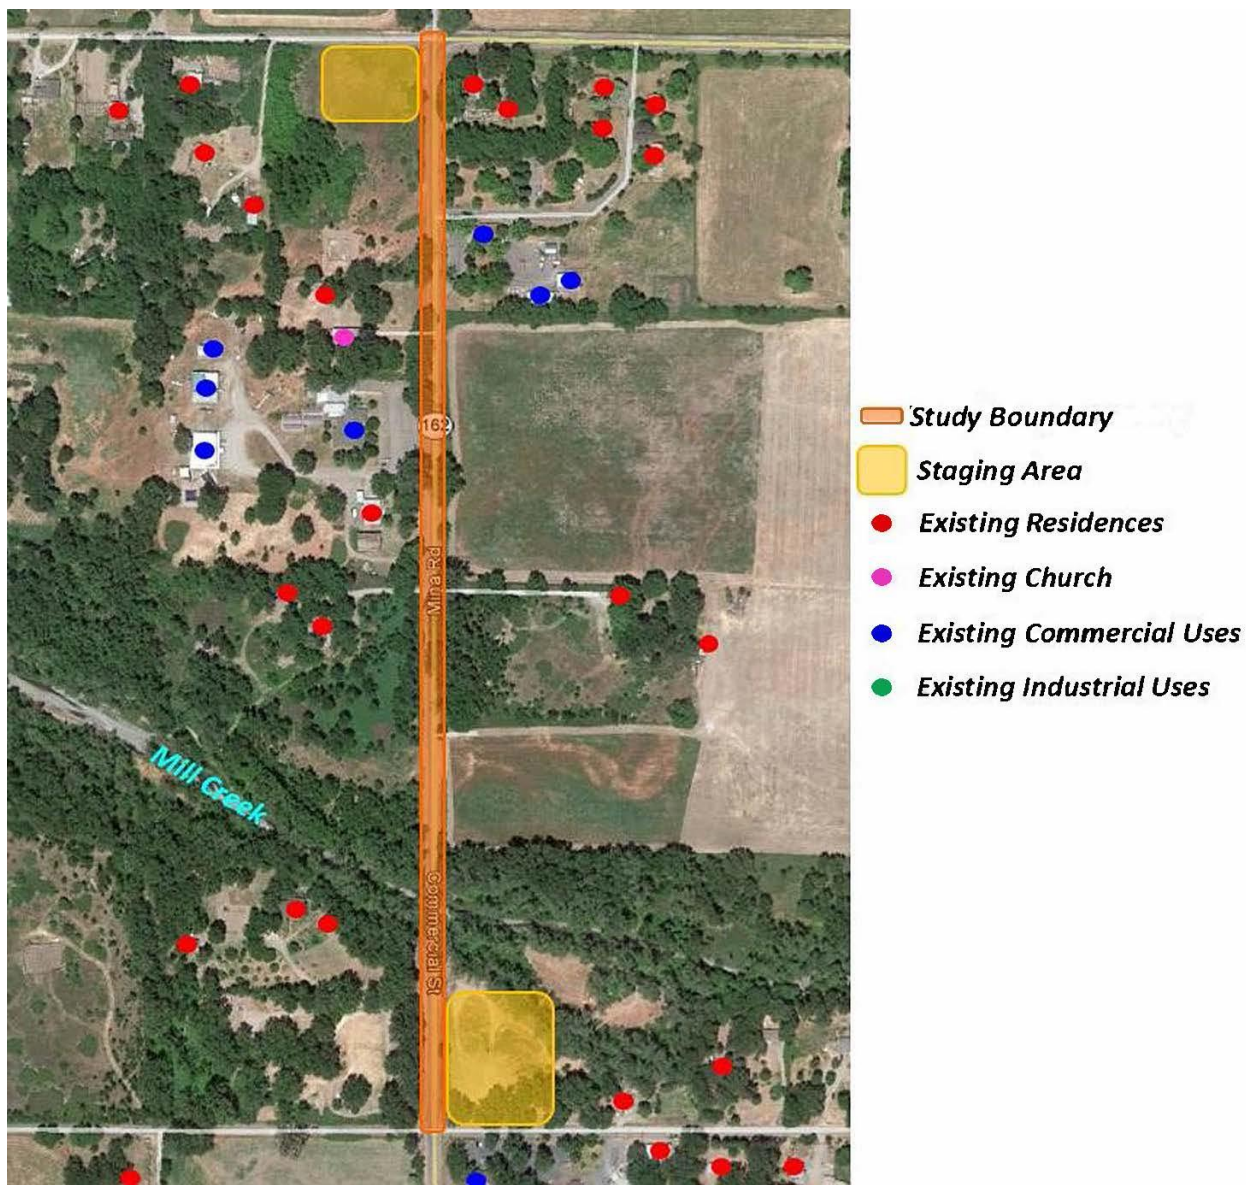 162
Mina Rd
Mill Creek
Commercial St
Study Boundary
Staging Area
Existing Residences
Existing Church
Existing Commercial Uses
Existing Industrial Uses